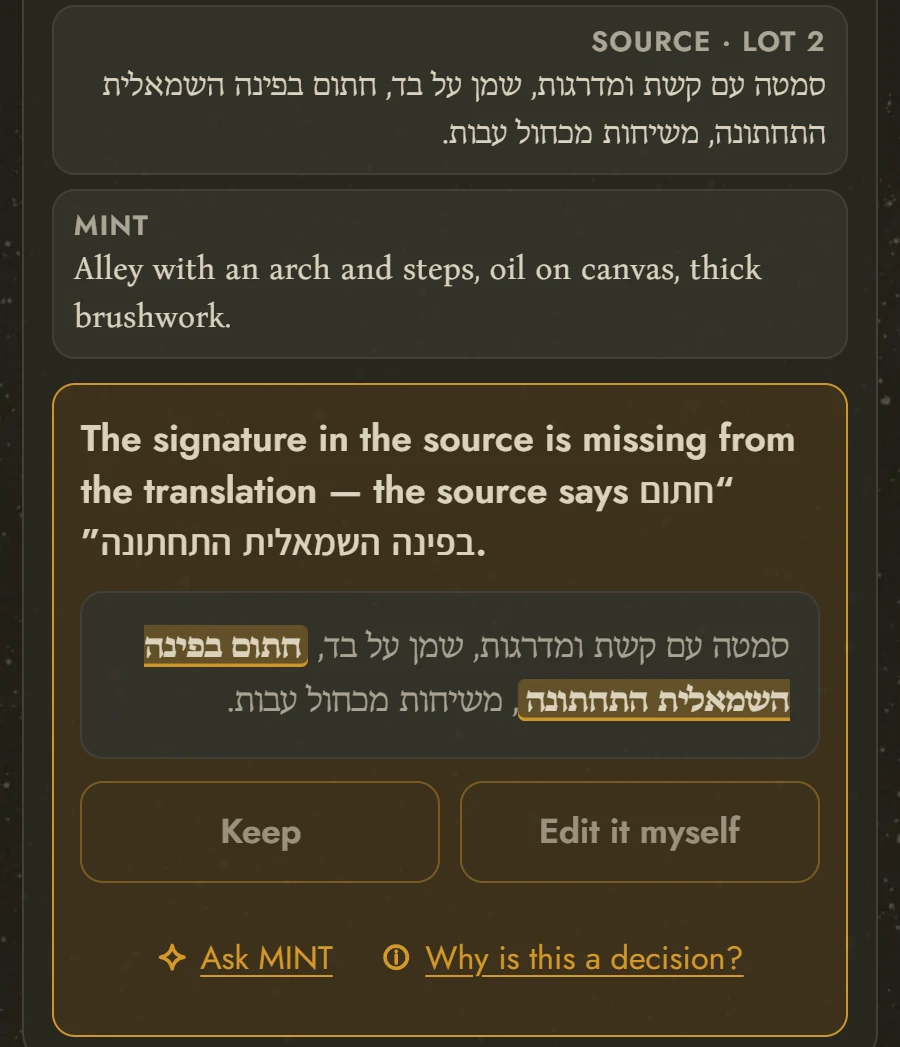 SOURCE · LOT 2
סמטה עם קשת ומדרגות, שמן על בד, חתום בפינה השמאלית
התחתונה, משיחות מכחול עבות.
MINT
Alley with an arch and steps, oil on canvas, thick
brushwork.
The signature in the source is missing from
the translation — the source says “חתום
בפינה השמאלית התחתונה”.
סמטה עם קשת ומדרגות, שמן על בד, חתום בפינה
השמאלית התחתונה, משיחות מכחול עבות.
Keep
Edit it myself
Ask MINT
Why is this a decision?